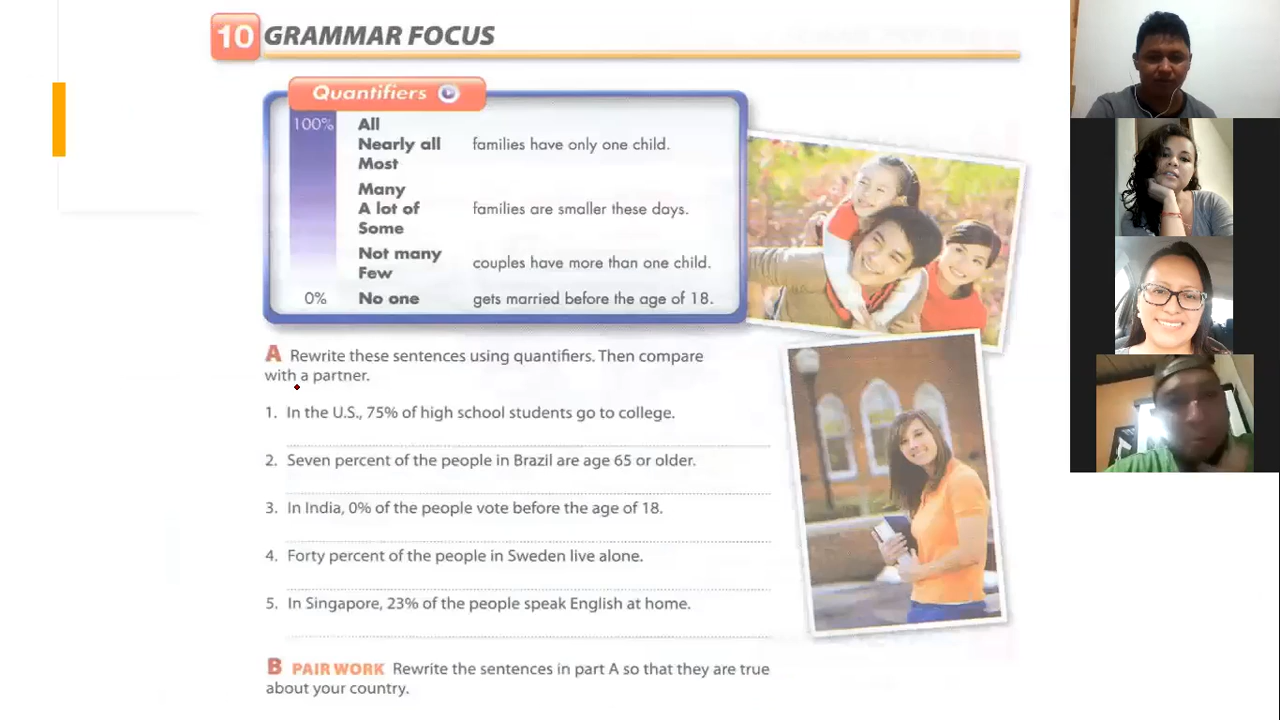 10 GRAMMAR FOCUS
Quantifiers
100% All
Nearly all families have only one child.
Most
Many
A lot of families are smaller these days.
Some
Not many
couples have more than one child.
Few
0% No one gets married before the age of 18.
A Rewrite these sentences using quantifiers. Then compare
with a partner.
1. In the U.S., 75% of high school students go to college.
2. Seven percent of the people in Brazil are age 65 or older.
3. In India, 0% of the people vote before the age of 18.
4. Forty percent of the people in Sweden live alone.
5. In Singapore, 23% of the people speak English at home.
B PAIR WORK Rewrite the sentences in part A so that they are true
about your country.